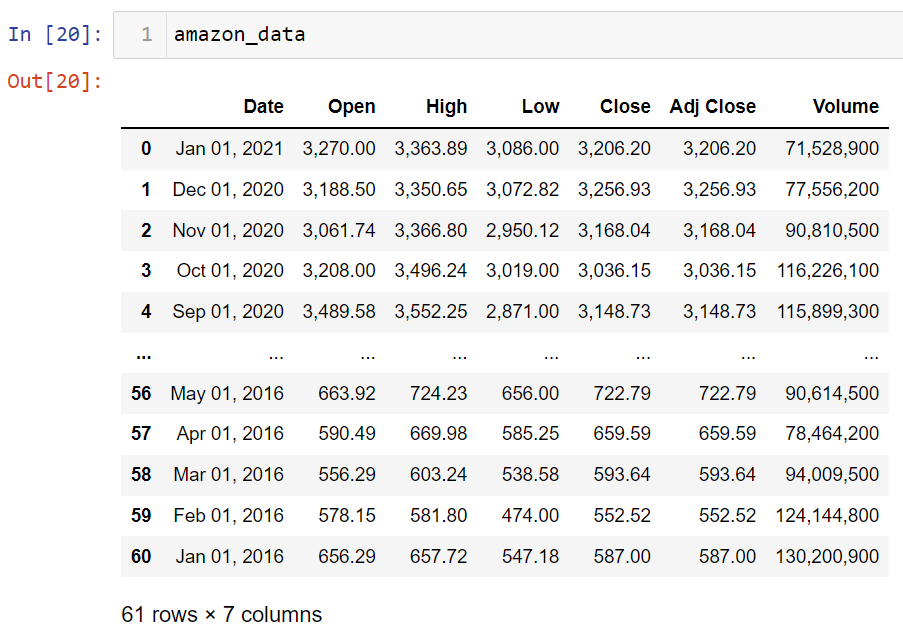 In [20]: 1 amazon_data
Out[20]:
Date Open High Low Close Adj Close Volume
0 Jan 01, 2021 3,270.00 3,363.89 3,086.00 3,206.20 3,206.20 71,528,900
1 Dec 01, 2020 3,188.50 3,350.65 3,072.82 3,256.93 3,256.93 77,556,200
2 Nov 01, 2020 3,061.74 3,366.80 2,950.12 3,168.04 3,168.04 90,810,500
3 Oct 01, 2020 3,208.00 3,496.24 3,019.00 3,036.15 3,036.15 116,226,100
4 Sep 01, 2020 3,489.58 3,552.25 2,871.00 3,148.73 3,148.73 115,899,300
... ... ... ... ... ... ... ...
56 May 01, 2016 663.92 724.23 656.00 722.79 722.79 90,614,500
57 Apr 01, 2016 590.49 669.98 585.25 659.59 659.59 78,464,200
58 Mar 01, 2016 556.29 603.24 538.58 593.64 593.64 94,009,500
59 Feb 01, 2016 578.15 581.80 474.00 552.52 552.52 124,144,800
60 Jan 01, 2016 656.29 657.72 547.18 587.00 587.00 130,200,900
61 rows × 7 columns